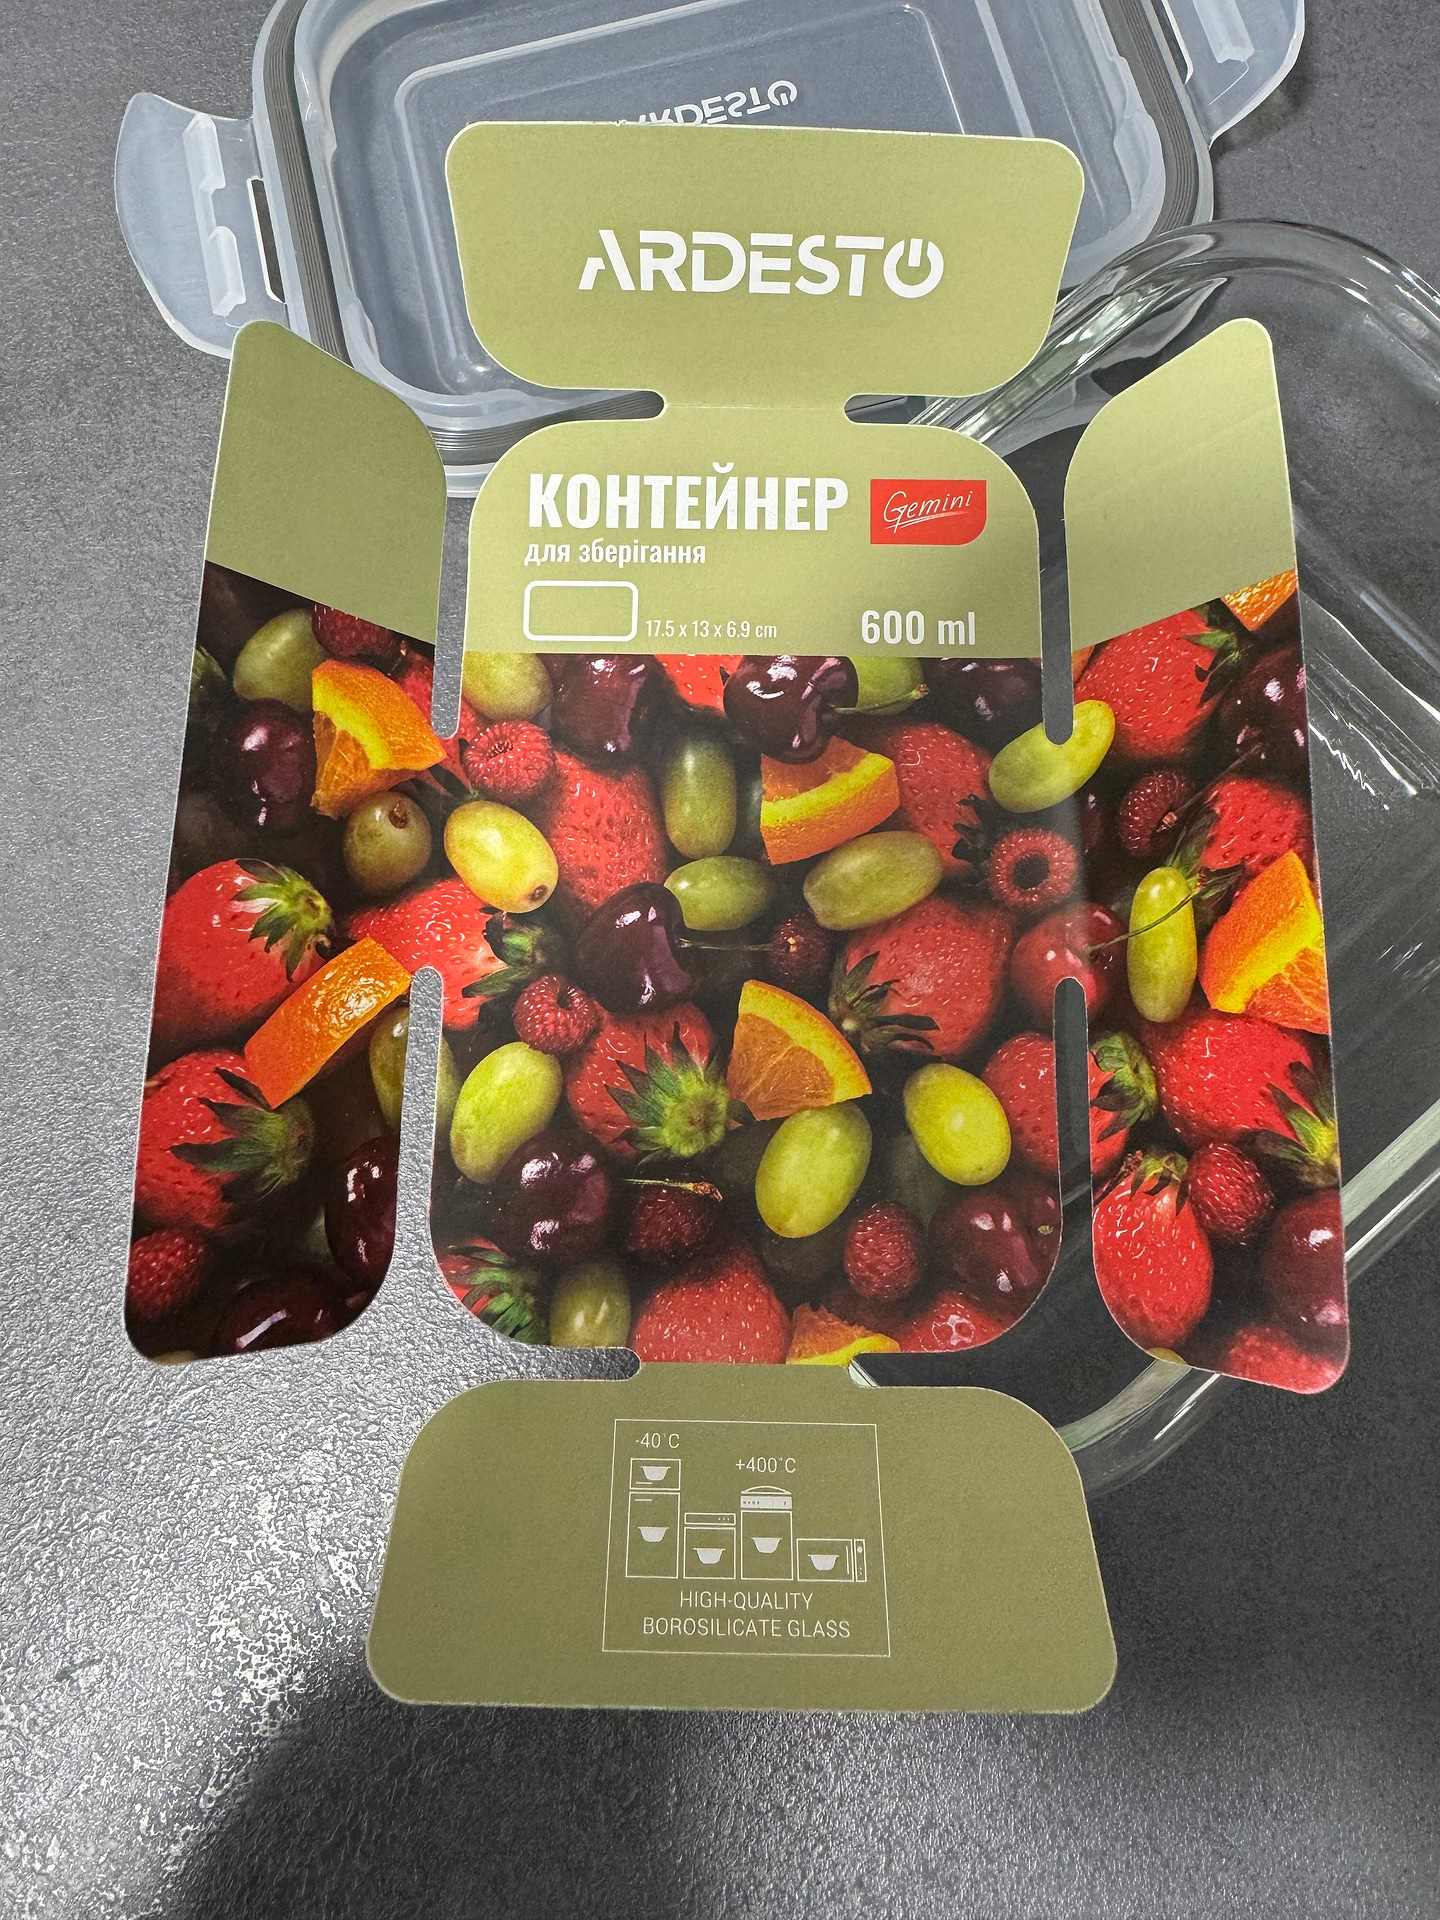 ARDESTO
ARDESTO
КОНТЕЙНЕР
Gemini
для зберігання
17.5 x 13 x 6.9 cm
600 ml
-40°C
+400°C
HIGH-QUALITY
BOROSILICATE GLASS